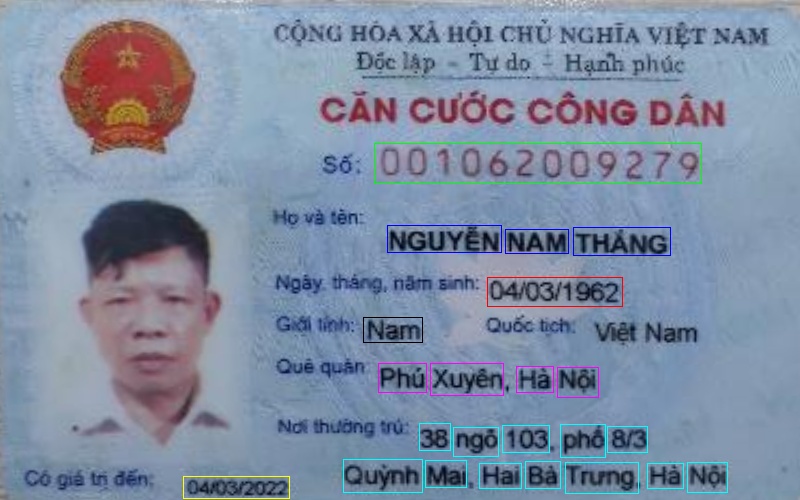 CỘNG HÒA XÃ HỘI CHỦ NGHĨA VIỆT NAM
Độc lập - Tự do - Hạnh phúc
CĂN CƯỚC CÔNG DÂN
Số: 001062009279
Họ và tên:
NGUYỄN NAM THẮNG
Ngày, tháng, năm sinh: 04/03/1962
Giới tính: Nam Quốc tịch: Việt Nam
Quê quán: Phú Xuyên, Hà Nội
Nơi thường trú: 38 ngõ 103, phố 8/3
Quỳnh Mai, Hai Bà Trưng, Hà Nội
Có giá trị đến: 04/03/2022